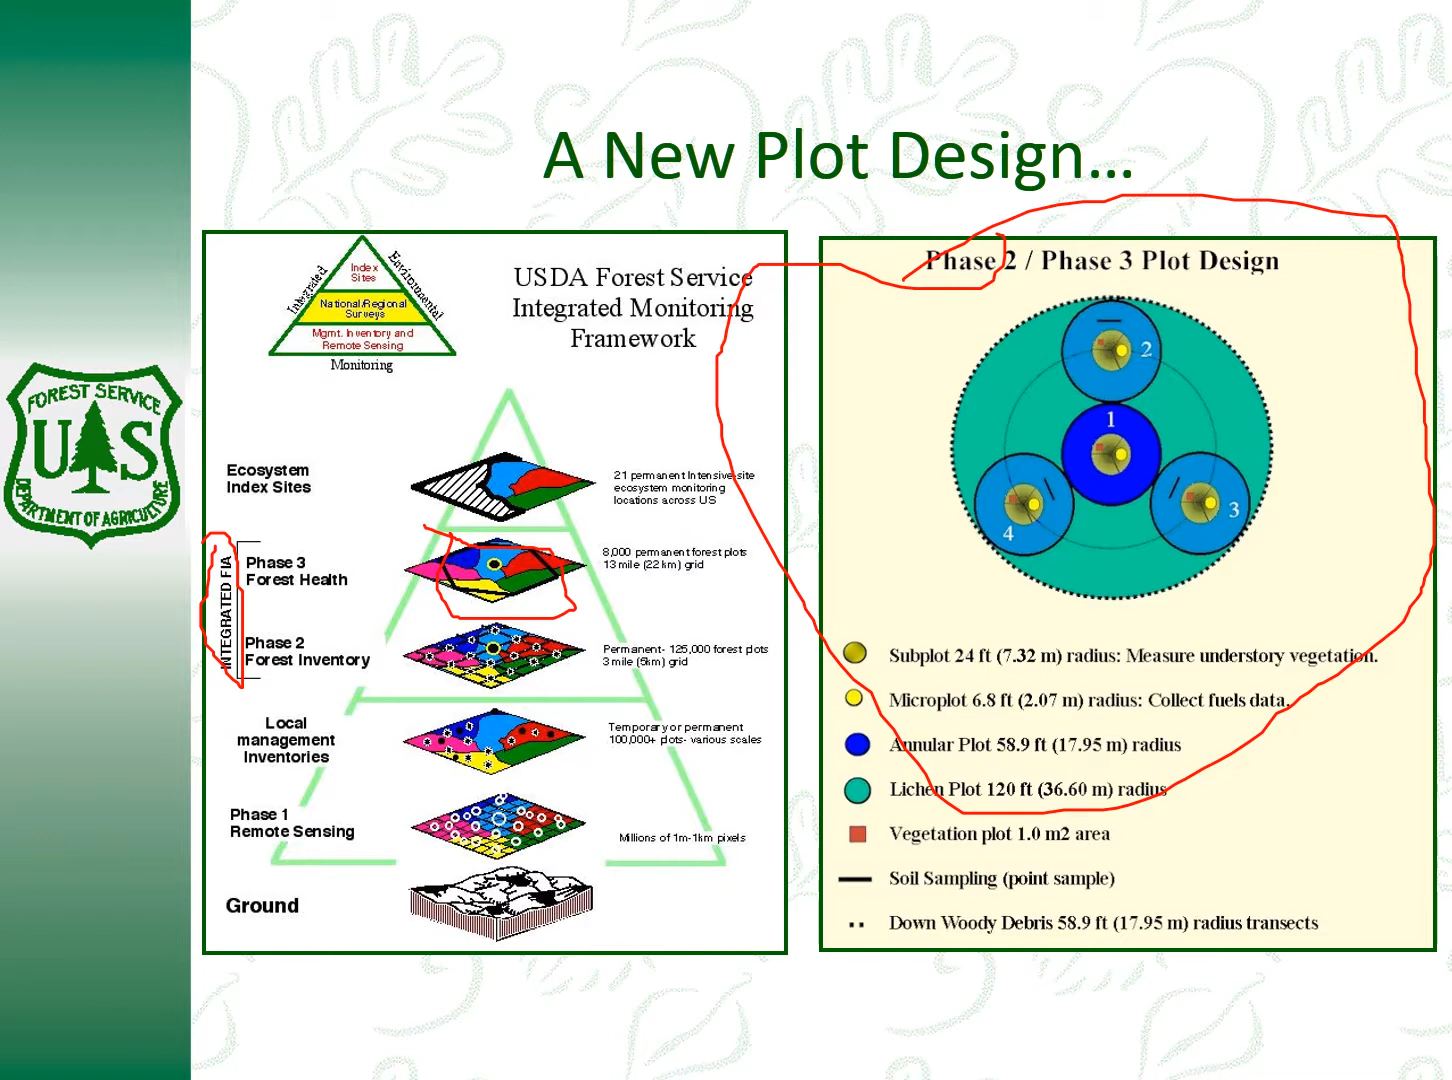 A New Plot Design...
FOREST SERVICE
U S
DEPARTMENT OF AGRICULTURE
Integrated
Environmental
Index
Sites
National/Regional
Surveys
Mgmt. Inventory and
Remote Sensing
Monitoring
USDA Forest Service
Integrated Monitoring
Framework
Ecosystem
Index Sites
21 permanent Intensive site
ecosystem monitoring
locations across US
INTEGRATED FIA
Phase 3
Forest Health
8,000 permanent forest plots
13 mile (22 km) grid
Phase 2
Forest Inventory
Permanent- 125,000 forest plots
3 mile (5km) grid
Local
management
Inventories
Temporary or permanent
100,000+ plots- various scales
Phase 1
Remote Sensing
Millions of 1m-1km pixels
Ground
Phase 2 / Phase 3 Plot Design
2
1
3
4
Subplot 24 ft (7.32 m) radius: Measure understory vegetation.
Microplot 6.8 ft (2.07 m) radius: Collect fuels data.
Annular Plot 58.9 ft (17.95 m) radius
Lichen Plot 120 ft (36.60 m) radius
Vegetation plot 1.0 m2 area
Soil Sampling (point sample)
Down Woody Debris 58.9 ft (17.95 m) radius transects